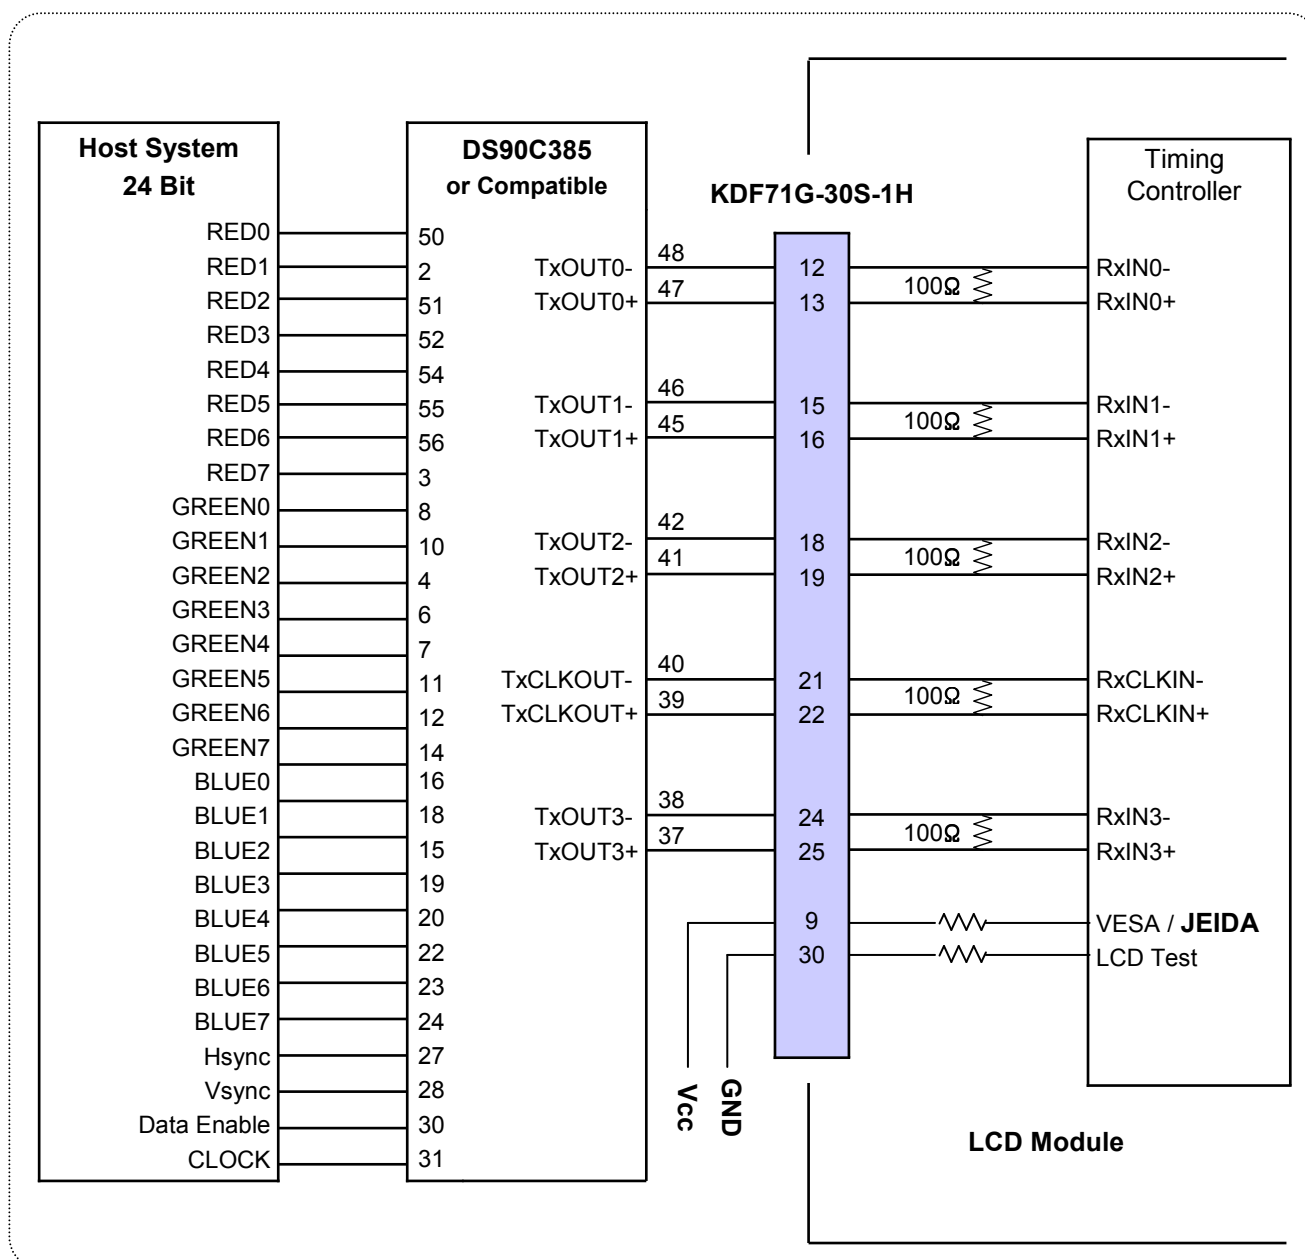 Host System
24 Bit
RED0
RED1
RED2
RED3
RED4
RED5
RED6
RED7
GREEN0
GREEN1
GREEN2
GREEN3
GREEN4
GREEN5
GREEN6
GREEN7
BLUE0
BLUE1
BLUE2
BLUE3
BLUE4
BLUE5
BLUE6
BLUE7
Hsync
Vsync
Data Enable
CLOCK
DS90C385
or Compatible
50
2
51
52
54
55
56
3
8
10
4
6
7
11
12
14
16
18
15
19
20
22
23
24
27
28
30
31
TxOUT0-
TxOUT0+
TxOUT1-
TxOUT1+
TxOUT2-
TxOUT2+
TxCLKOUT-
TxCLKOUT+
TxOUT3-
TxOUT3+
48
47
46
45
42
41
40
39
38
37
KDF71G-30S-1H
12
13
15
16
18
19
21
22
24
25
9
30
Vcc
GND
100Ω
100Ω
100Ω
100Ω
100Ω
Timing
Controller
RxIN0-
RxIN0+
RxIN1-
RxIN1+
RxIN2-
RxIN2+
RxCLKIN-
RxCLKIN+
RxIN3-
RxIN3+
VESA / JEIDA
LCD Test
LCD Module